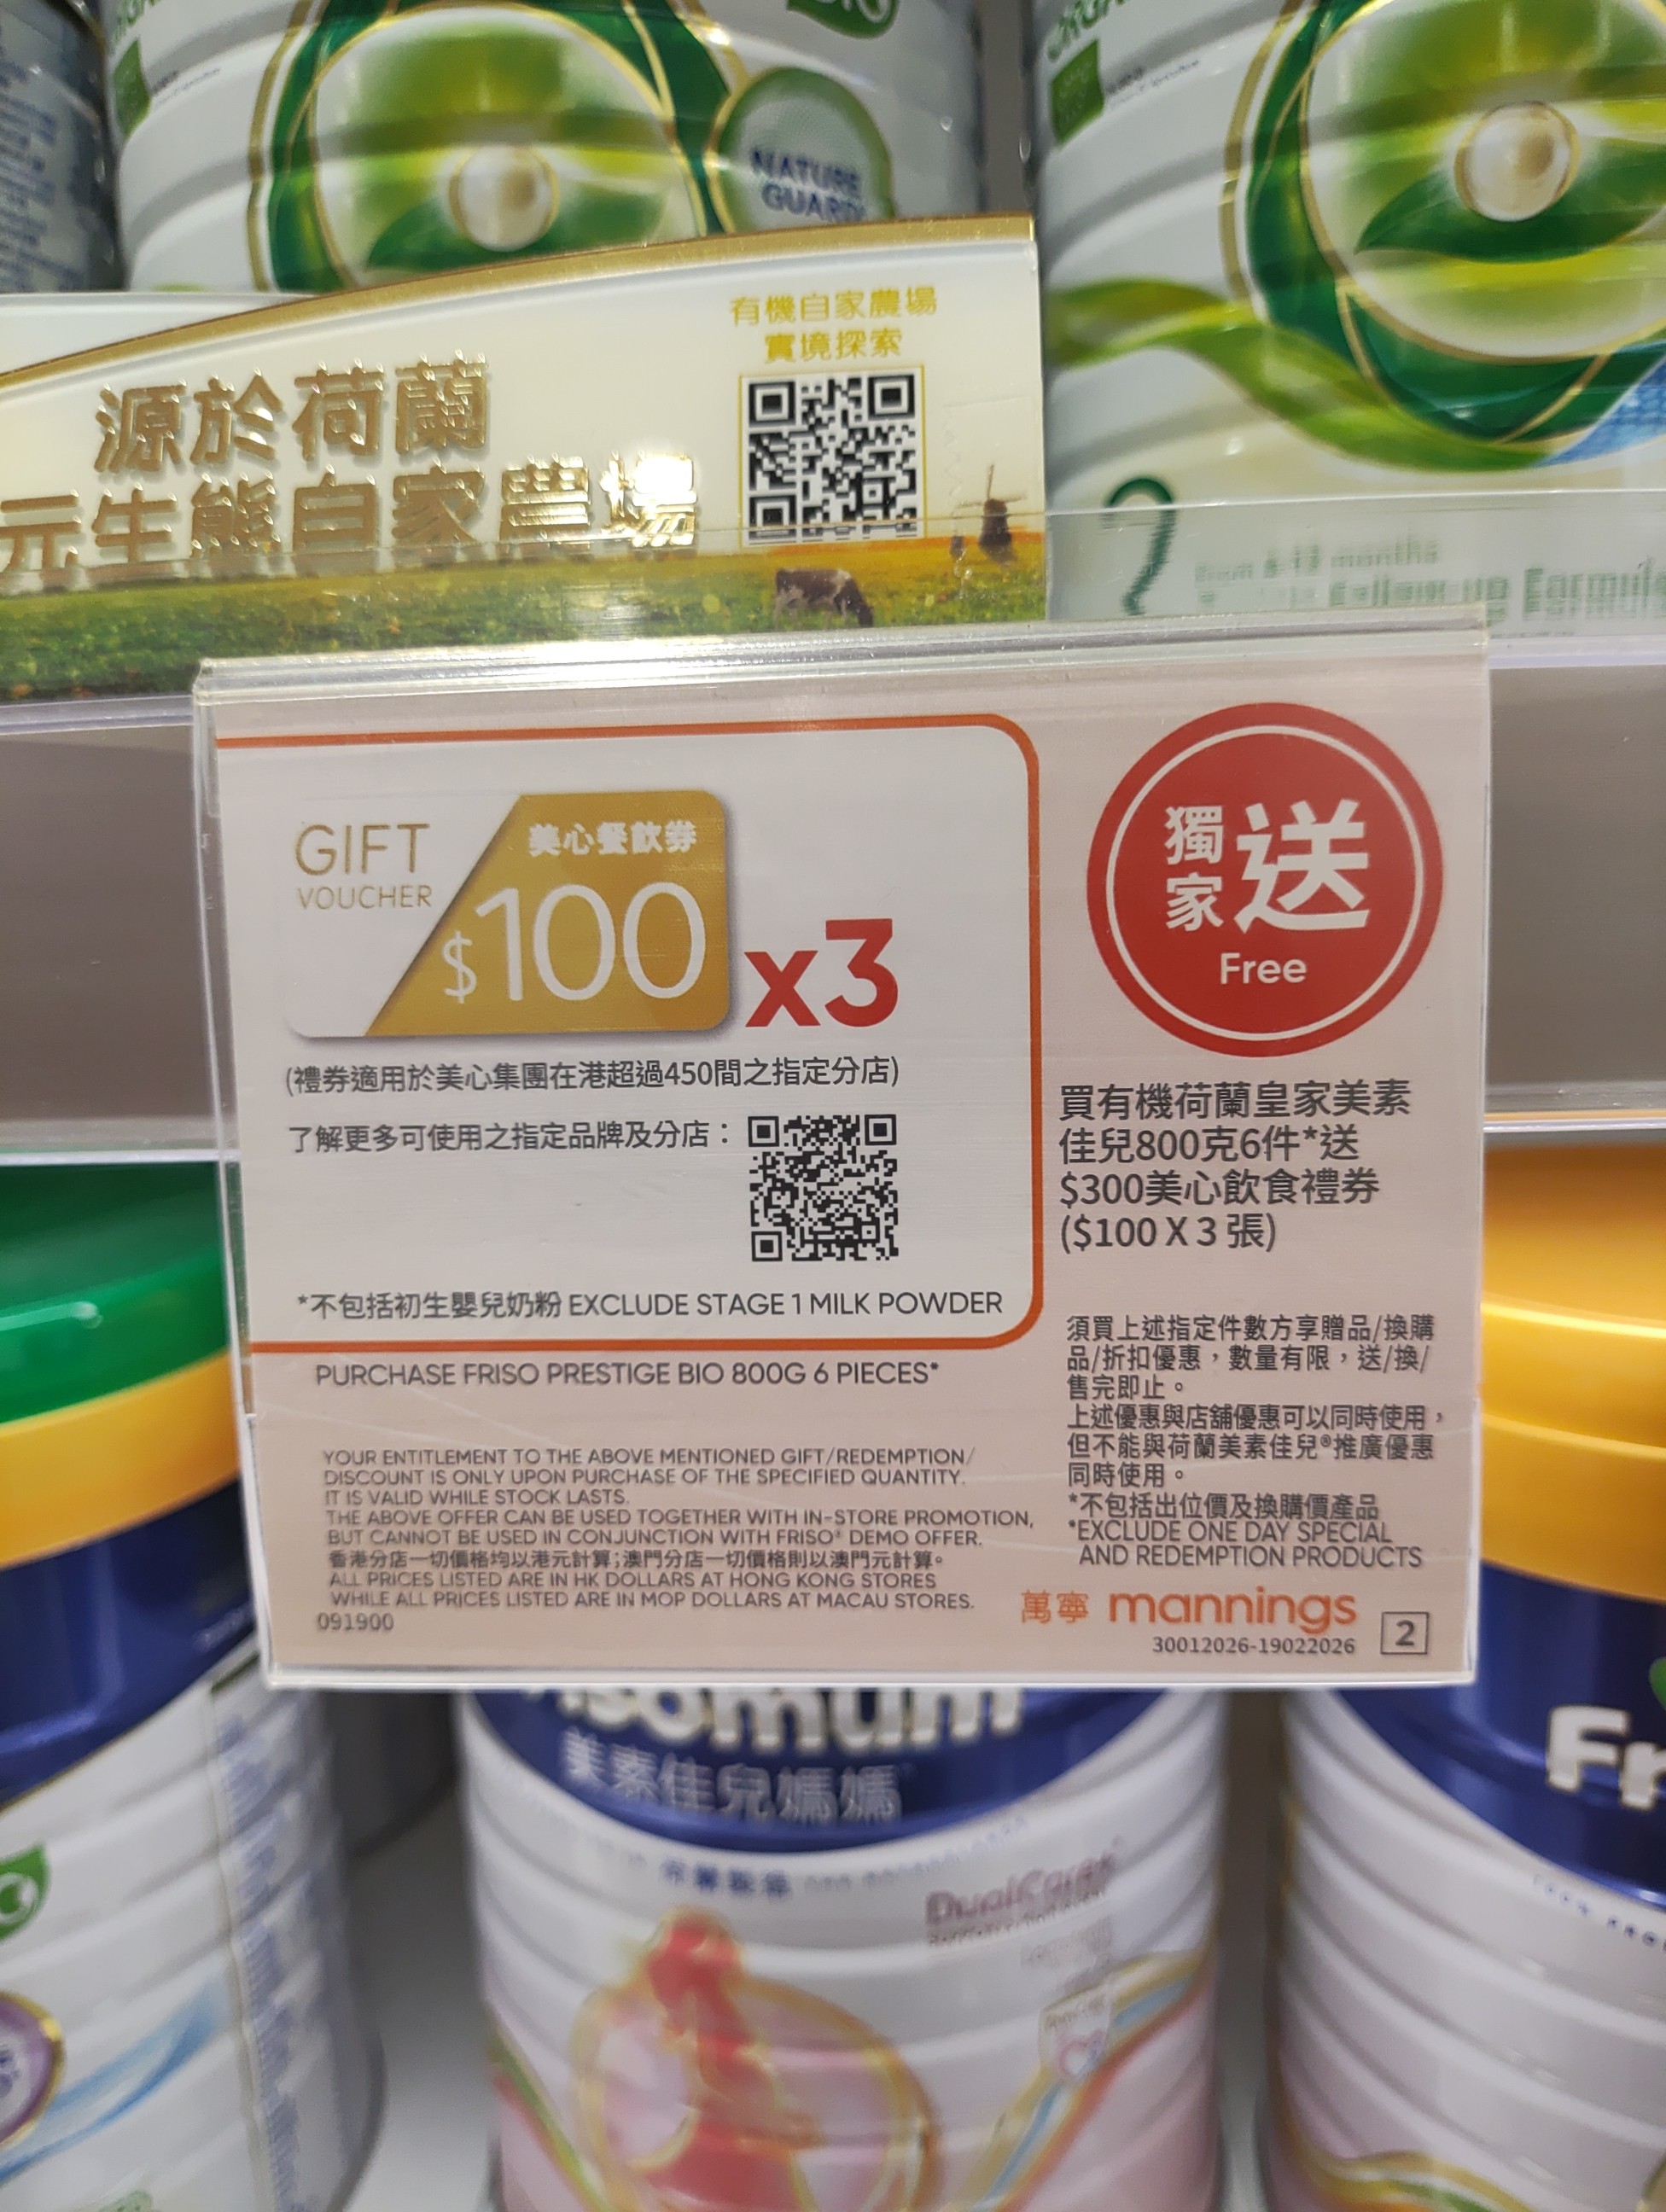 NATURE
GUARD
有機自家農場
實境探索
源於荷蘭
元生態自家農場
2
Follow-up Formula
GIFT
VOUCHER
美心餐飲券
$100
x3
(禮券適用於美心集團在港超過450間之指定分店)
了解更多可使用之指定品牌及分店：
*不包括初生嬰兒奶粉 EXCLUDE STAGE 1 MILK POWDER
PURCHASE FRISO PRESTIGE BIO 800G 6 PIECES*
YOUR ENTITLEMENT TO THE ABOVE MENTIONED GIFT/REDEMPTION/
DISCOUNT IS ONLY UPON PURCHASE OF THE SPECIFIED QUANTITY.
IT IS VALID WHILE STOCK LASTS.
THE ABOVE OFFER CAN BE USED TOGETHER WITH IN-STORE PROMOTION,
BUT CANNOT BE USED IN CONJUNCTION WITH FRISO® DEMO OFFER.
香港分店一切價格均以港元計算;澳門分店一切價格則以澳門元計算。
ALL PRICES LISTED ARE IN HK DOLLARS AT HONG KONG STORES
WHILE ALL PRICES LISTED ARE IN MOP DOLLARS AT MACAU STORES.
091900
獨家送
Free
買有機荷蘭皇家美素
佳兒800克6件*送
$300美心飲食禮券
($100 X 3 張)
須買上述指定件數方享贈品/換購
品/折扣優惠，數量有限，送/換/
售完即止。
上述優惠與店舖優惠可以同時使用，
但不能與荷蘭美素佳兒®推廣優惠
同時使用。
*不包括出位價及換購價產品
*EXCLUDE ONE DAY SPECIAL
AND REDEMPTION PRODUCTS
萬寧 mannings
30012026-19022026
2
美素佳兒媽媽
DualCare+
Fr